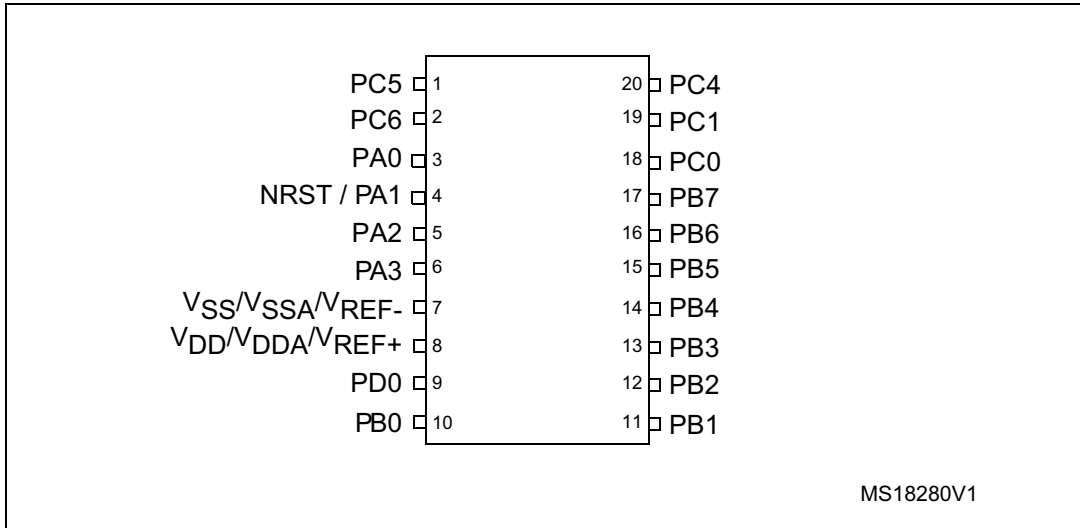 PC5 1 20 PC4
PC6 2 19 PC1
PA0 3 18 PC0
NRST / PA1 4 17 PB7
PA2 5 16 PB6
PA3 6 15 PB5
VSS/VSSA/VREF- 7 14 PB4
VDD/VDDA/VREF+ 8 13 PB3
PD0 9 12 PB2
PB0 10 11 PB1
MS18280V1